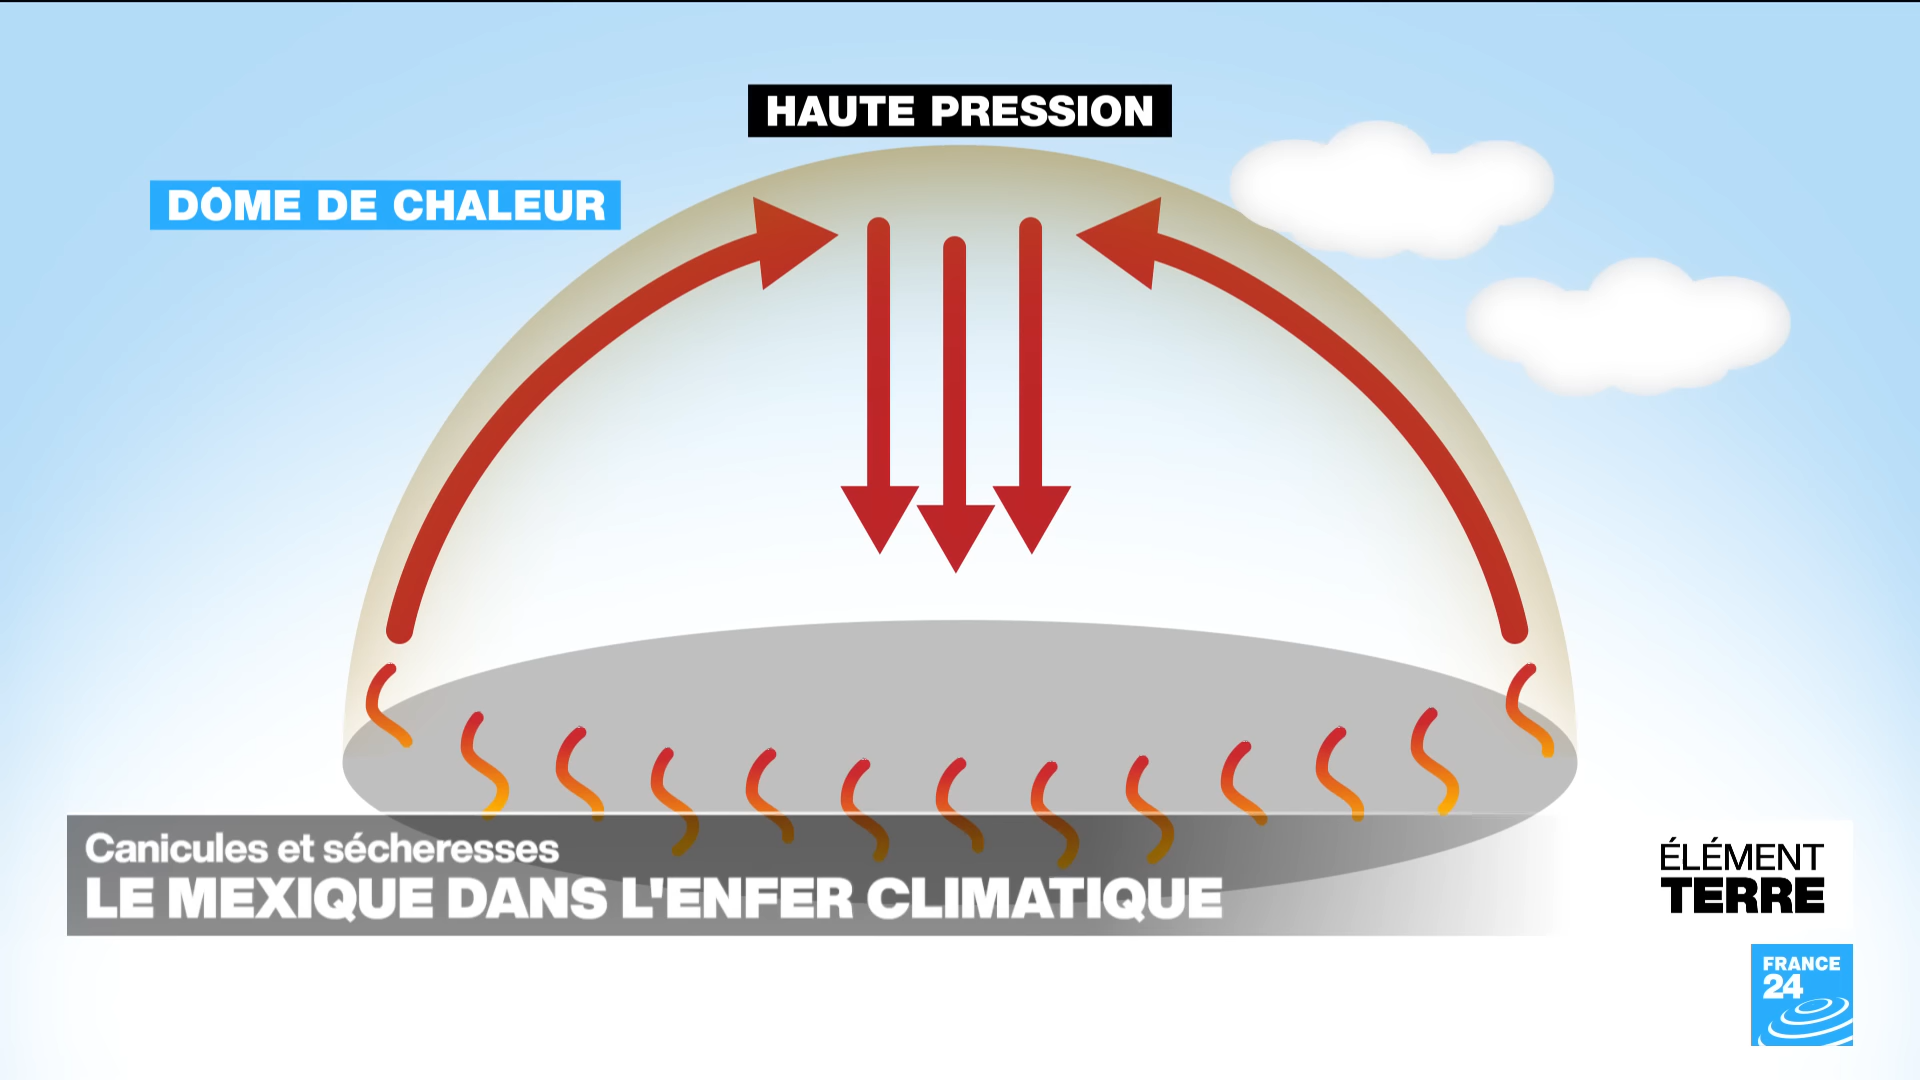 HAUTE PRESSION
DÔME DE CHALEUR
Canicules et sécheresses
LE MEXIQUE DANS L'ENFER CLIMATIQUE
ÉLÉMENT
TERRE
FRANCE
24